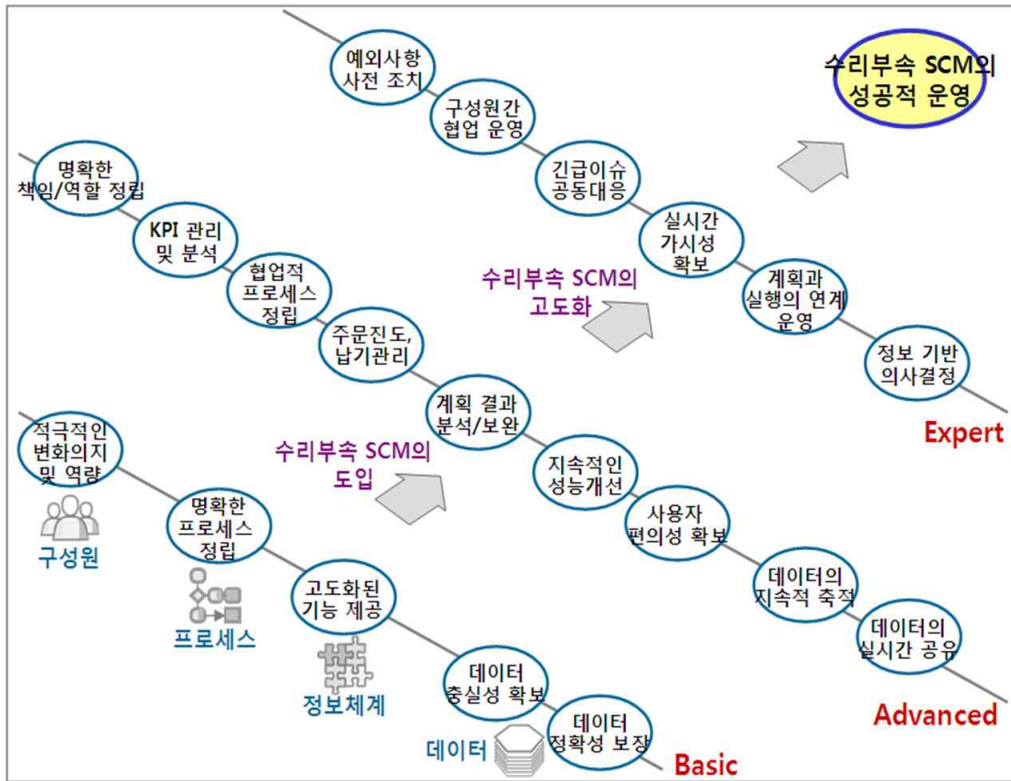 예외사항
사전 조치
구성원간
협업 운영
긴급이슈
공동대응
실시간
가시성
확보
계획과
실행의 연계
운영
정보 기반
의사결정
Expert
수리부속 SCM의
성공적 운영
명확한
책임/역할 정립
KPI 관리
및 분석
협업적
프로세스
정립
주문진도,
납기관리
계획 결과
분석/보완
지속적인
성능개선
사용자
편의성 확보
데이터의
지속적 축적
데이터의
실시간 공유
Advanced
수리부속 SCM의
고도화
적극적인
변화의지
및 역량
구성원
명확한
프로세스
정립
프로세스
고도화된
기능 제공
정보체계
데이터
충실성 확보
데이터
데이터
정확성 보장
Basic
수리부속 SCM의
도입